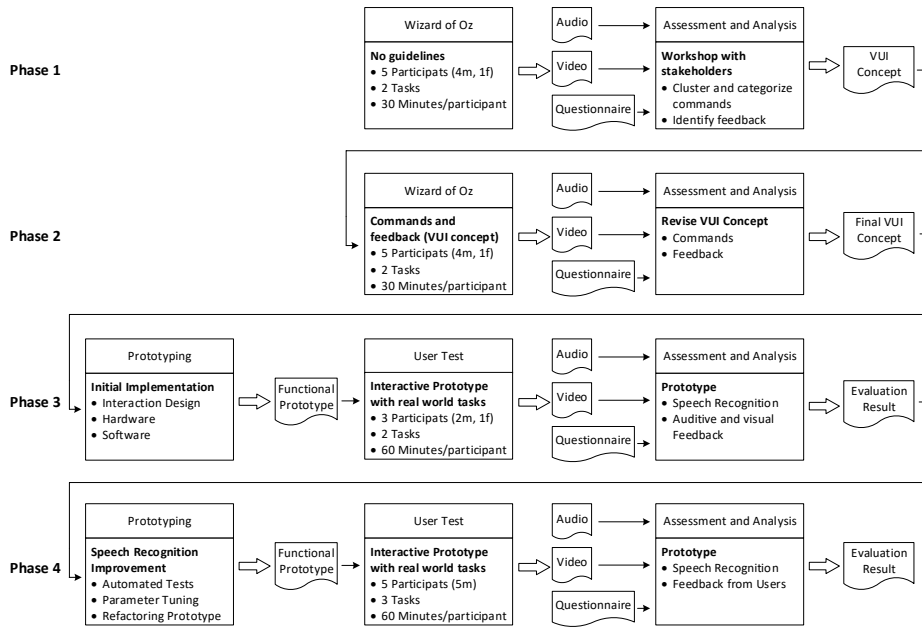 Phase 1
Wizard of Oz
No guidelines
• 5 Participats (4m, 1f)
• 2 Tasks
• 30 Minutes/participant
Audio
Video
Questionnaire
Assessment and Analysis
Workshop with
stakeholders
• Cluster and categorize
commands
• Identify feedback
VUI
Concept
Phase 2
Wizard of Oz
Commands and
feedback (VUI concept)
• 5 Participats (4m, 1f)
• 2 Tasks
• 30 Minutes/participant
Audio
Video
Questionnaire
Assessment and Analysis
Revise VUI Concept
• Commands
• Feedback
Final VUI
Concept
Phase 3
Prototyping
Initial Implementation
• Interaction Design
• Hardware
• Software
Functional
Prototype
User Test
Interactive Prototype
with real world tasks
• 3 Participats (2m, 1f)
• 2 Tasks
• 60 Minutes/participant
Audio
Video
Questionnaire
Assessment and Analysis
Prototype
• Speech Recognition
• Auditive and visual
Feedback
Evaluation
Result
Phase 4
Prototyping
Speech Recognition
Improvement
• Automated Tests
• Parameter Tuning
• Refactoring Prototype
Functional
Prototype
User Test
Interactive Prototype
with real world tasks
• 5 Participats (5m)
• 3 Tasks
• 60 Minutes/participant
Audio
Video
Questionnaire
Assessment and Analysis
Prototype
• Speech Recognition
• Feedback from Users
Evaluation
Result